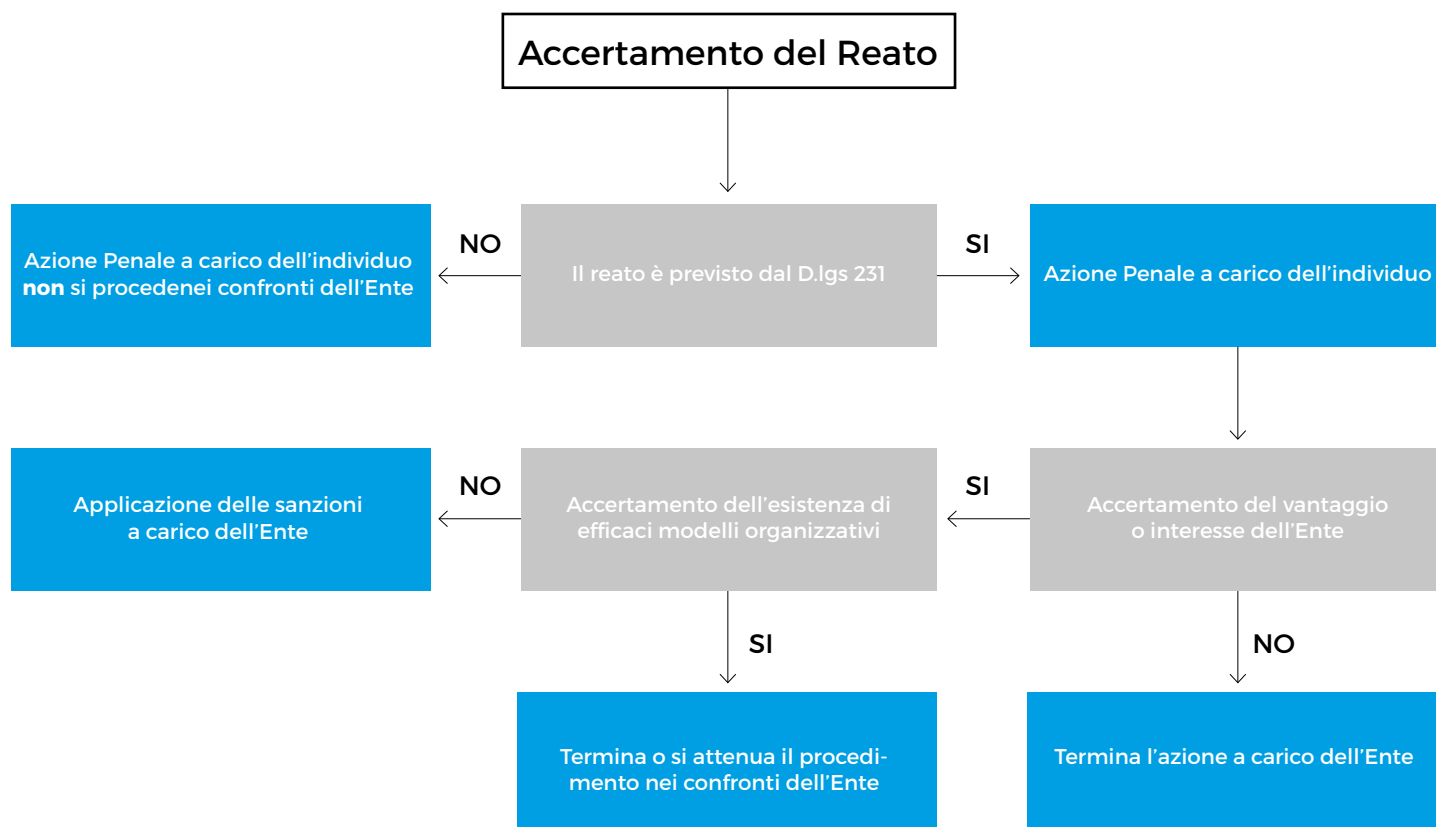 Accertamento del Reato
NO
SI
Azione Penale a carico dell'individuo
non si procedenei confronti dell'Ente
Il reato è previsto dal D.lgs 231
Azione Penale a carico dell'individuo
NO
SI
Applicazione delle sanzioni
a carico dell'Ente
Accertamento dell'esistenza di
efficaci modelli organizzativi
Accertamento del vantaggio
o interesse dell'Ente
SI
NO
Termina o si attenua il procedi-
mento nei confronti dell'Ente
Termina l'azione a carico dell'Ente